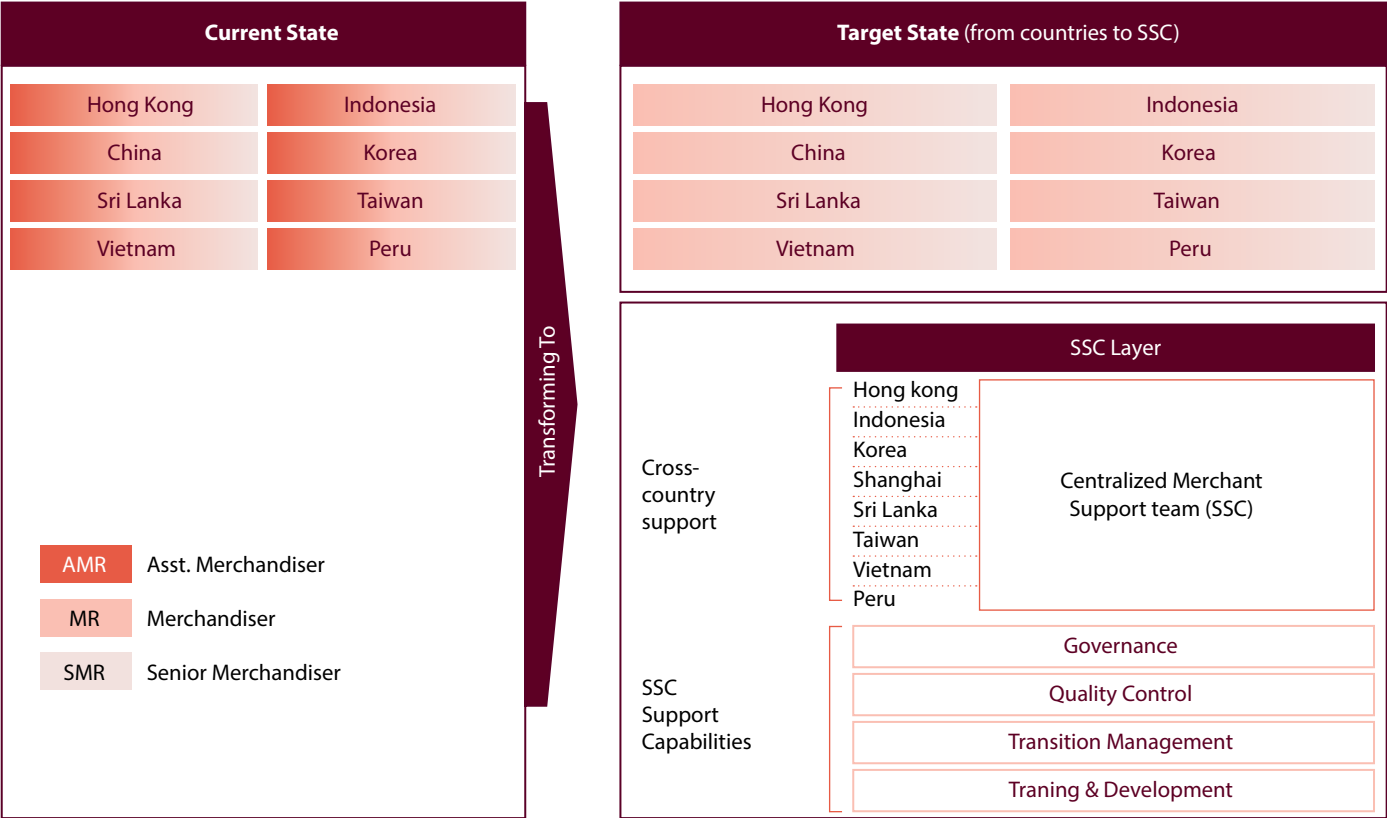 Current State
Hong Kong
Indonesia
China
Korea
Sri Lanka
Taiwan
Vietnam
Peru
AMR
Asst. Merchandiser
MR
Merchandiser
SMR
Senior Merchandiser
Transforming To
Target State (from countries to SSC)
Hong Kong
Indonesia
China
Korea
Sri Lanka
Taiwan
Vietnam
Peru
SSC Layer
Cross-
country
support
Hong kong
Indonesia
Korea
Shanghai
Sri Lanka
Taiwan
Vietnam
Peru
Centralized Merchant
Support team (SSC)
SSC
Support
Capabilities
Governance
Quality Control
Transition Management
Traning & Development